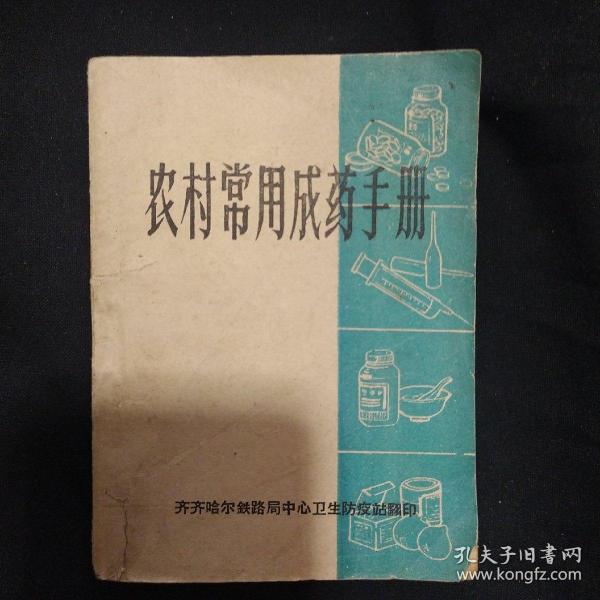 农村常用成药手册
齐齐哈尔鉄路局中心卫生防疫站翻印
孔夫子旧书网
www.kongfz.com